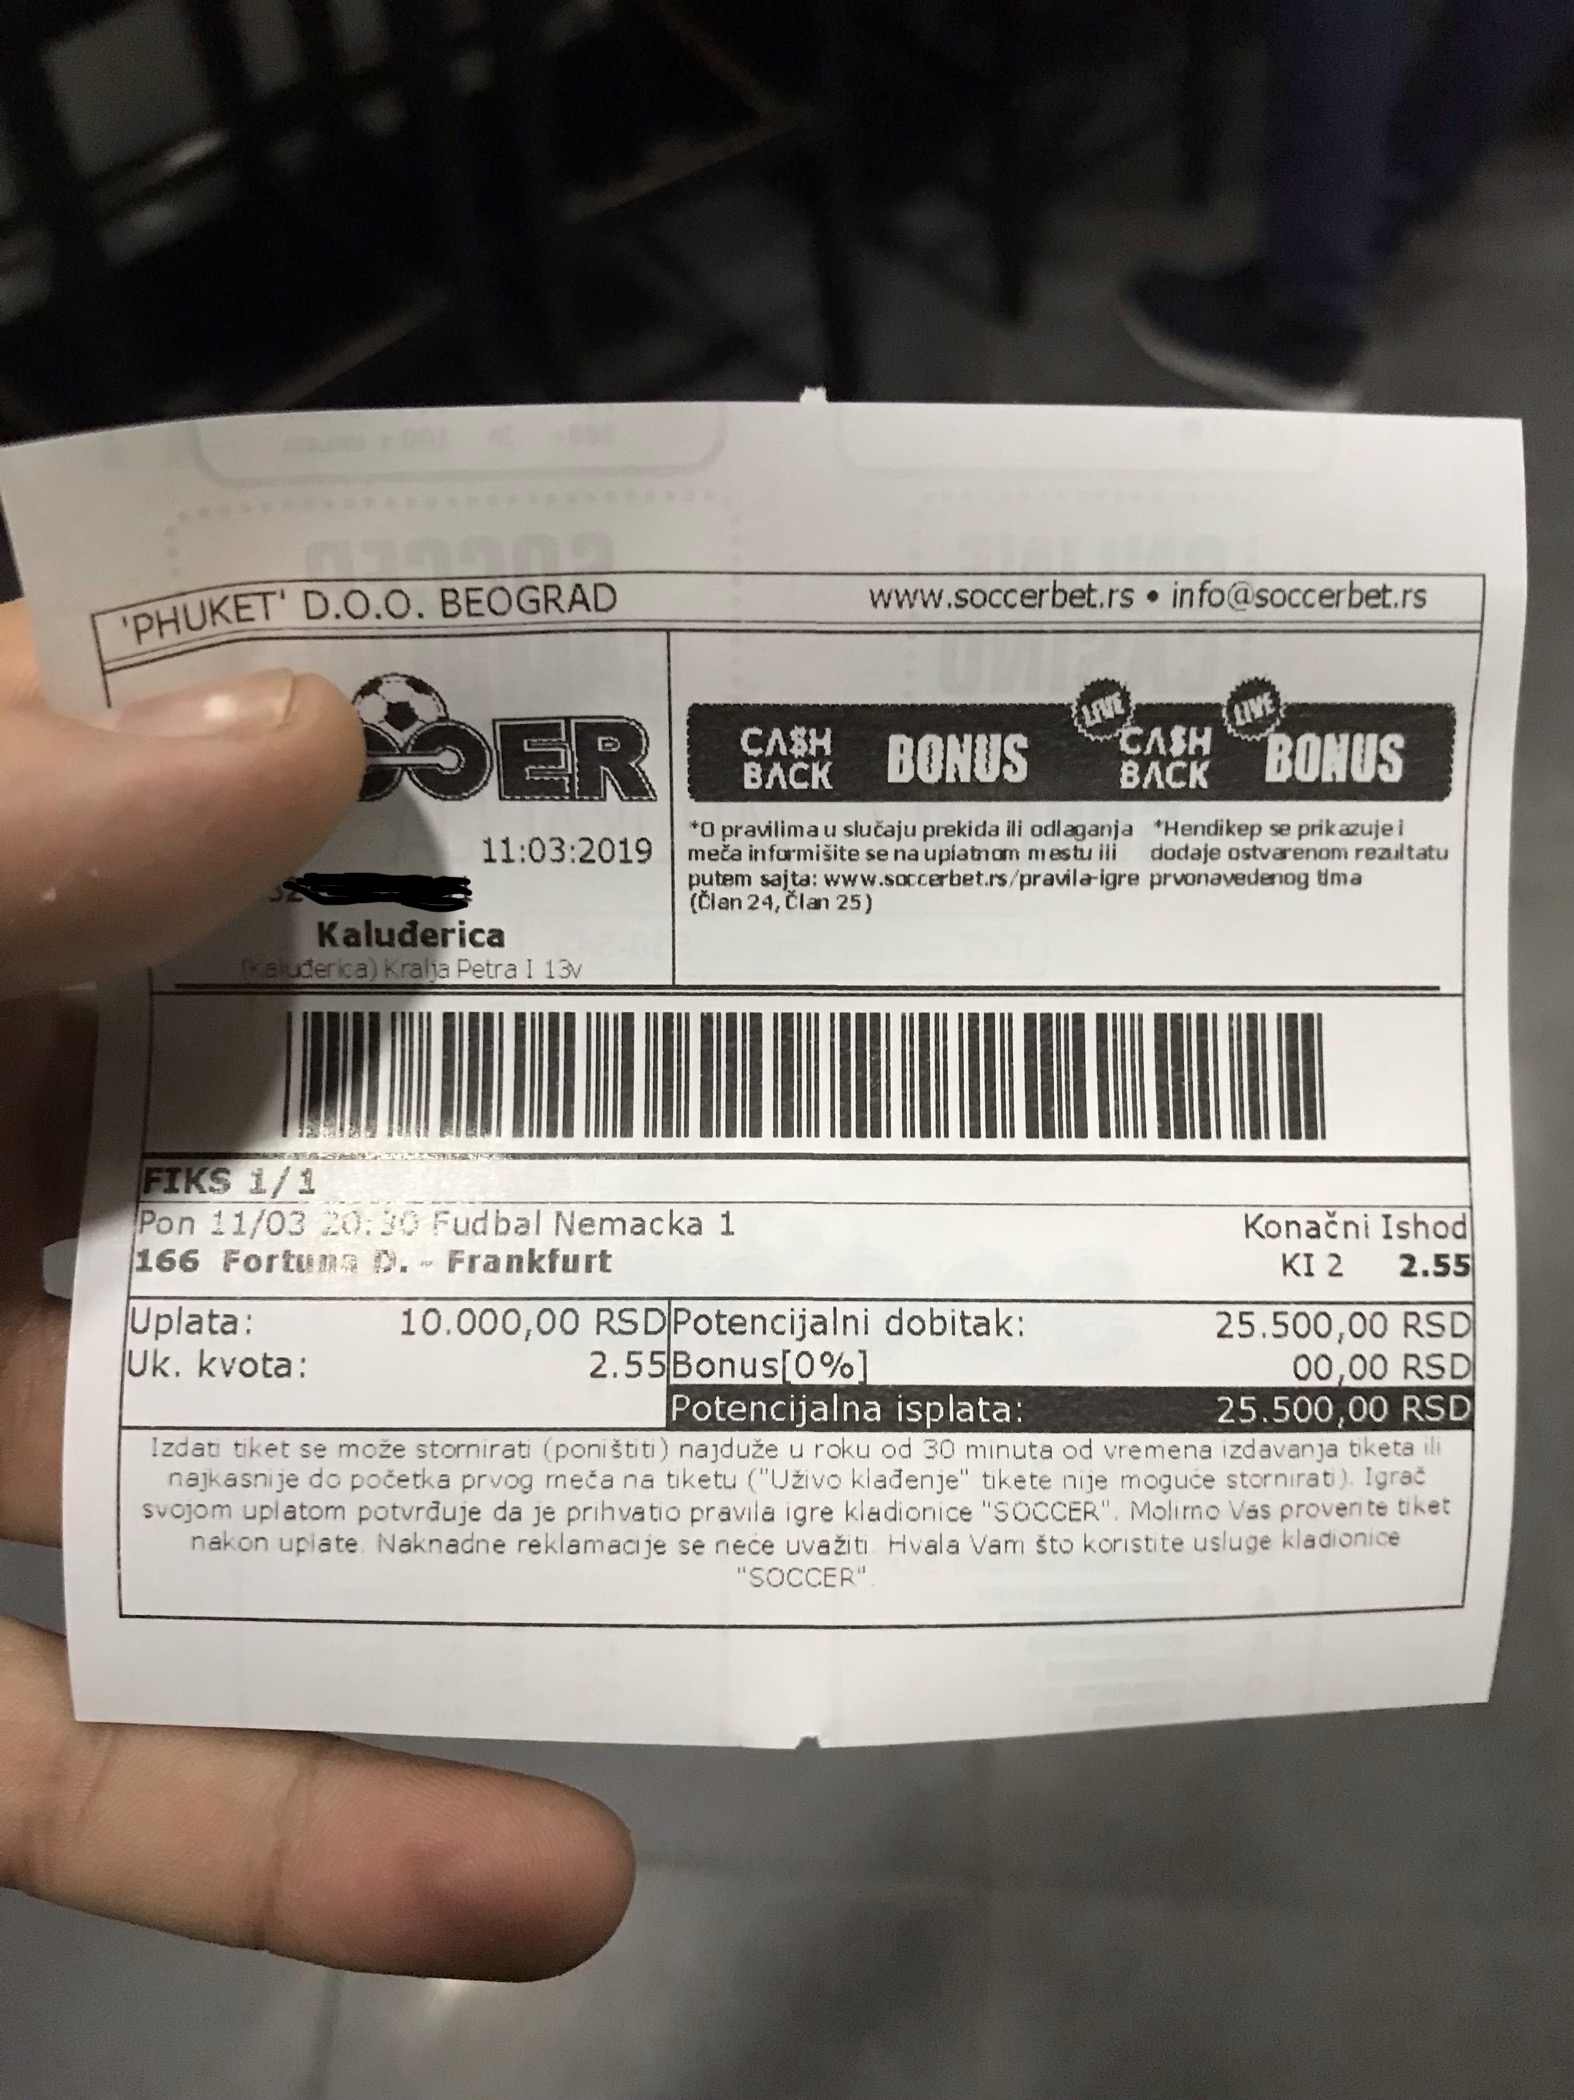 'PHUKET' D.O.O. BEOGRAD
www.soccerbet.rs • info@soccerbet.rs
CA$H BACK
BONUS
LIVE
CA$H BACK
LIVE
BONUS
11:03:2019
*O pravilima u slučaju prekida ili odlaganja
meča informišite se na uplatnom mestu ili
putem sajta: www.soccerbet.rs/pravila-igre
(Član 24, Član 25)
*Hendikep se prikazuje i
dodaje ostvarenom rezultatu
prvonavedenog tima
Kaluđerica
(Kaluđerica) Kralja Petra I 13v
FIKS 1/1
Pon 11/03 20:30 Fudbal Nemacka 1
Konačni Ishod
166 Fortuna D. - Frankfurt
KI 2 2.55
Uplata: 10.000,00 RSD
Potencijalni dobitak: 25.500,00 RSD
Uk. kvota: 2.55
Bonus[0%] 00,00 RSD
Potencijalna isplata: 25.500,00 RSD
Izdati tiket se može stornirati (poništiti) najduže u roku od 30 minuta od vremena izdavanja tiketa ili
najkasnije do početka prvog meča na tiketu ("Uživo klađenje" tikete nije moguće stornirati). Igrač
svojom uplatom potvrđuje da je prihvatio pravila igre kladionice "SOCCER". Molimo Vas proverite tiket
nakon uplate. Naknadne reklamacije se neće uvažiti. Hvala Vam što koristite usluge kladionice
"SOCCER".